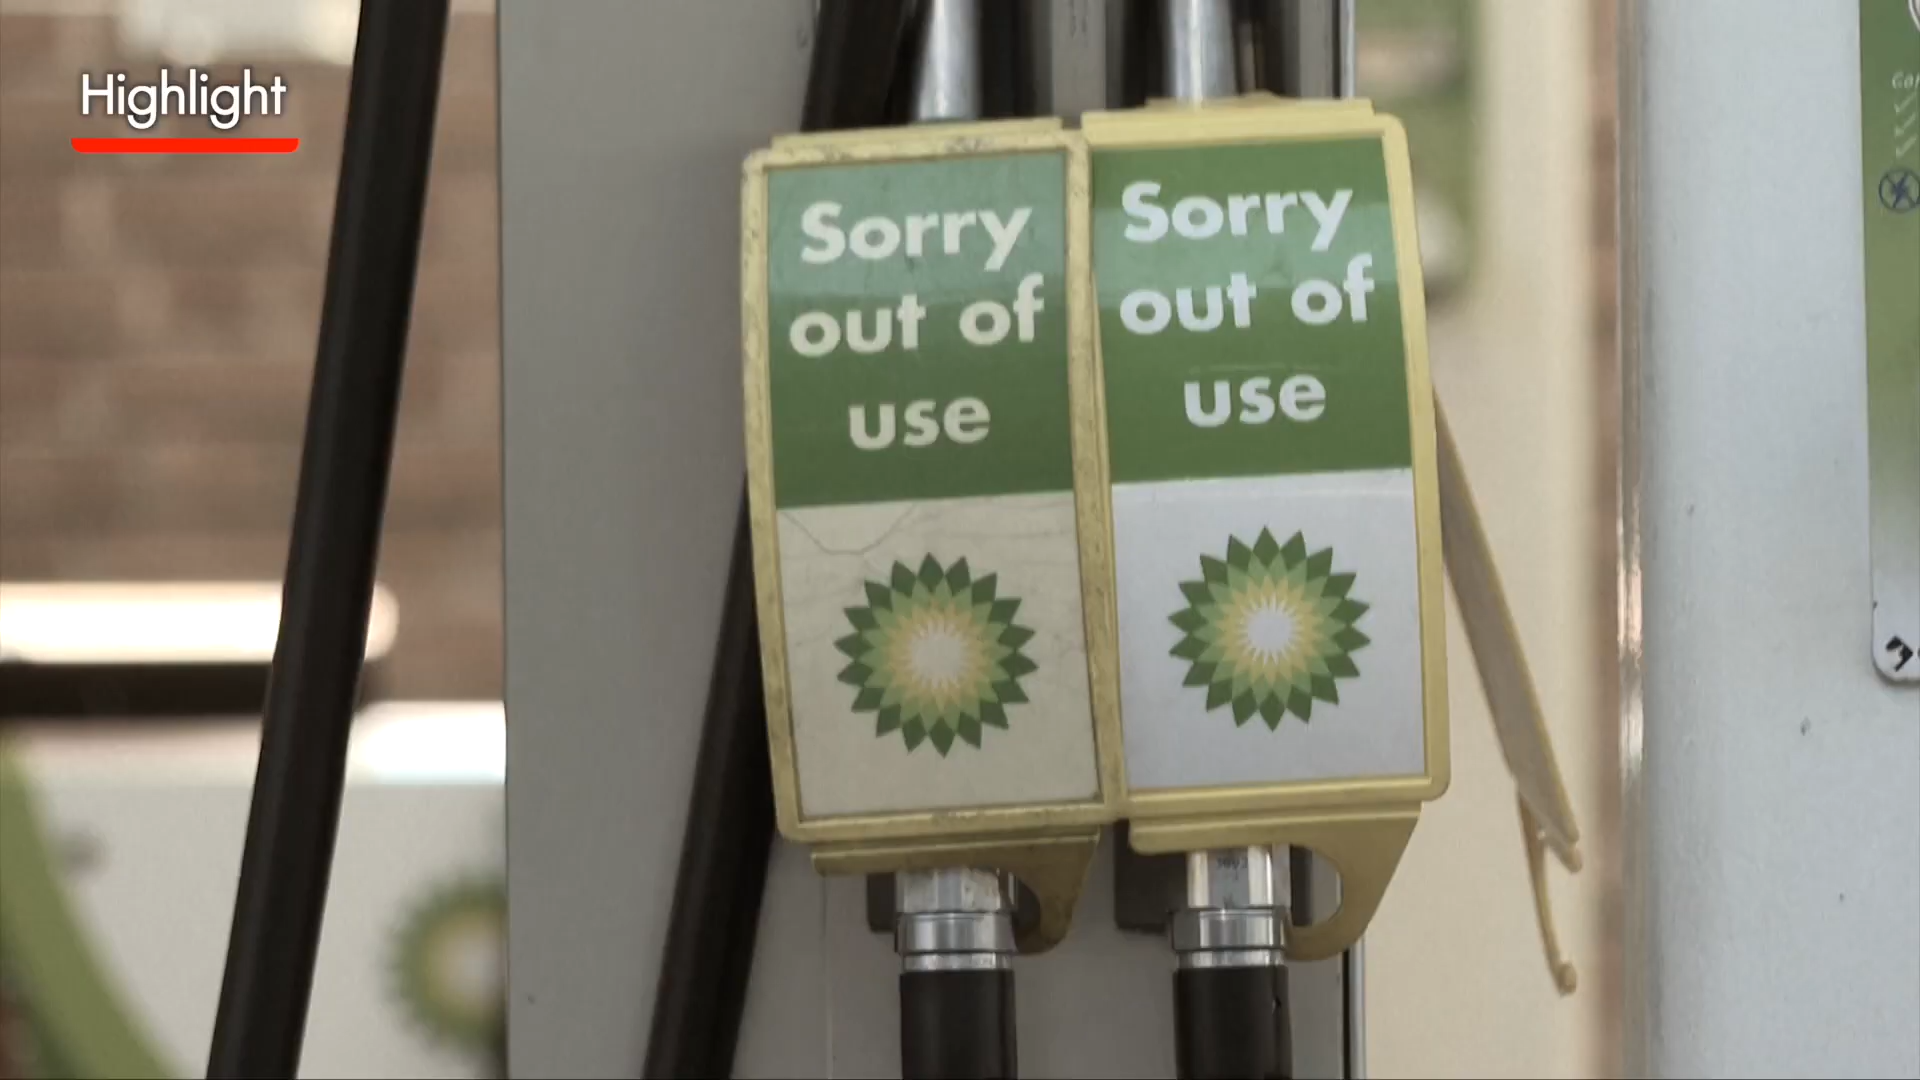 Highlight
Sorry
out of
use
Sorry
out of
use